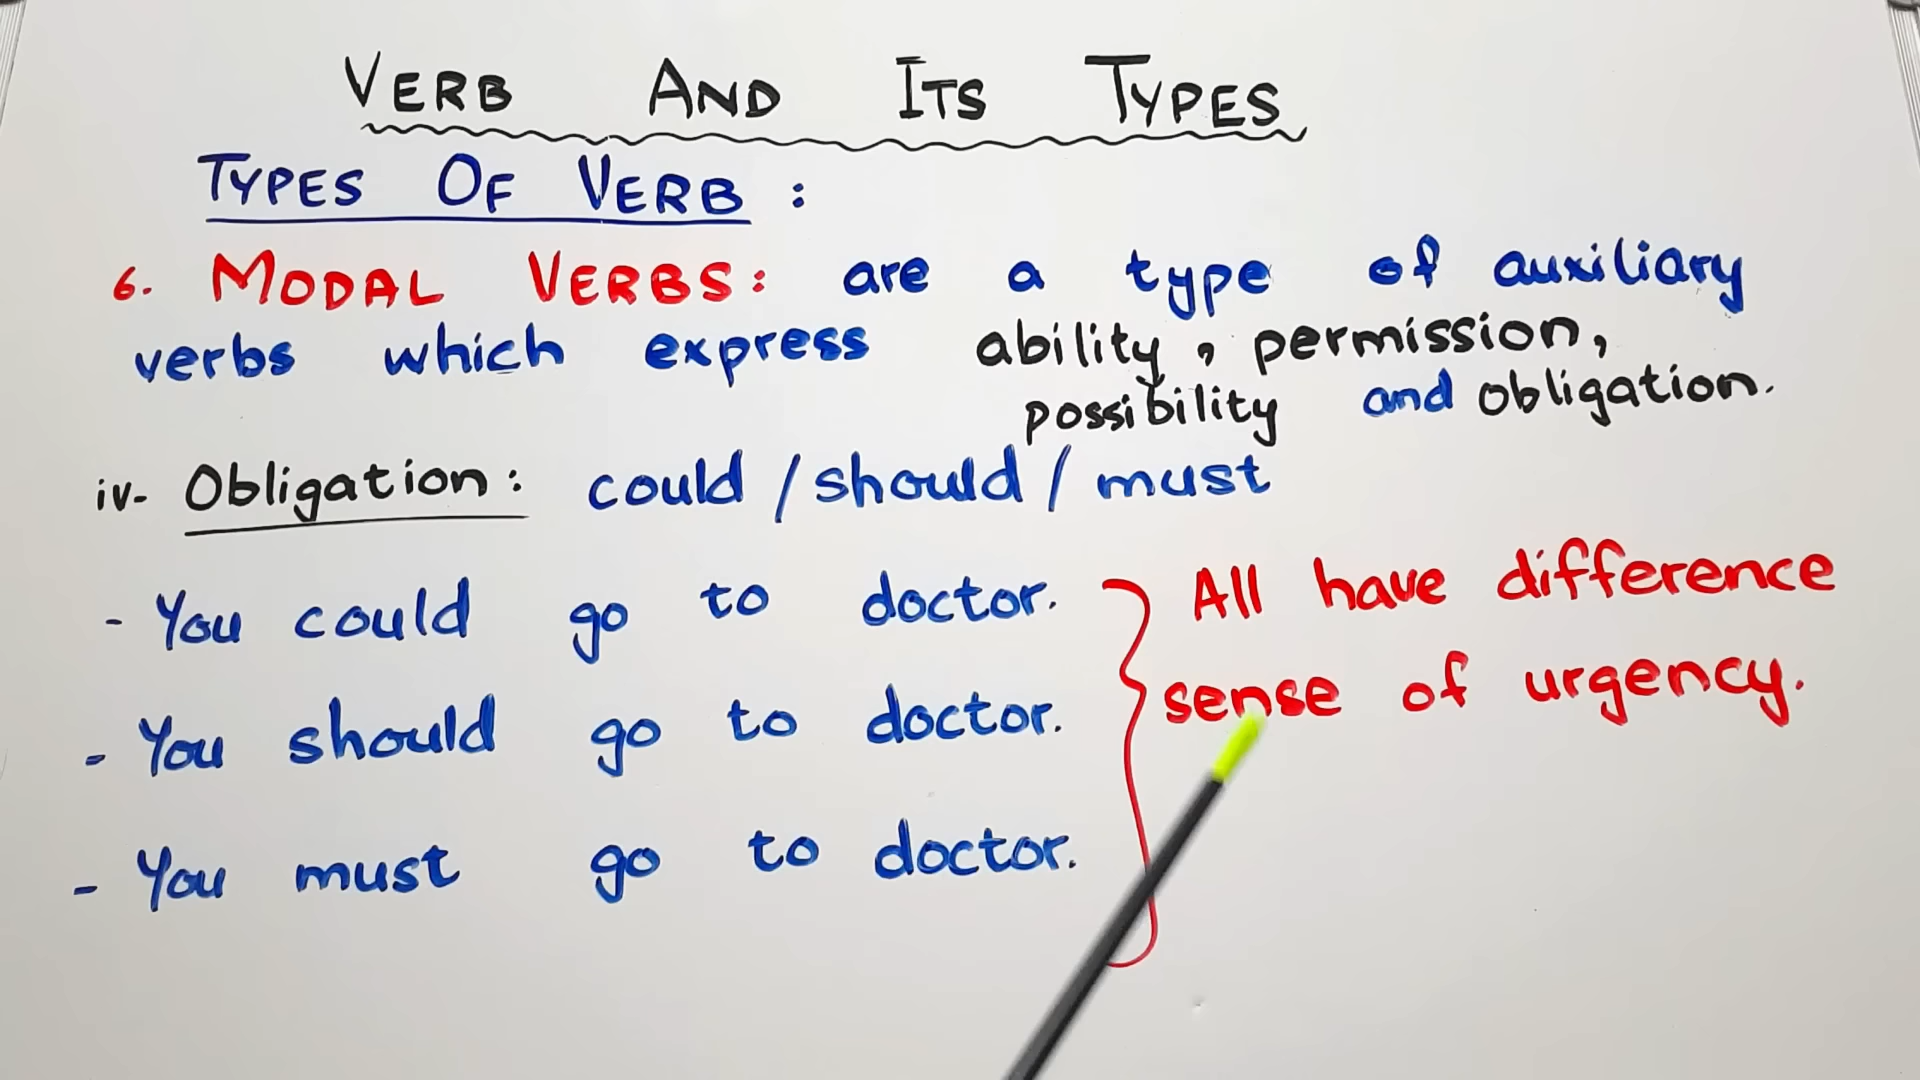 VERB AND ITS TYPES
TYPES OF VERB :
6. MODAL VERBS: are a type of auxiliary
verbs which express ability, permission,
possibility and obligation.
iv- Obligation: could / should / must
- You could go to doctor.
- You should go to doctor.
- You must go to doctor.
All have difference
sense of urgency.